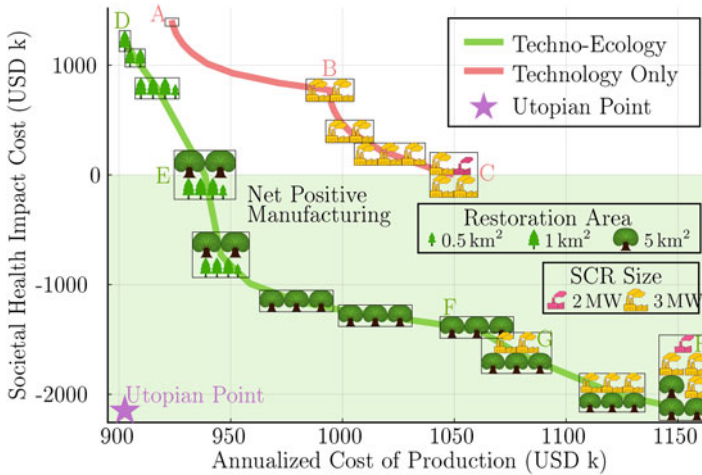 Societal Health Impact Cost (USD k)
1000
0
-1000
-2000
D
A
B
E
C
F
G
Techno-Ecology
Technology Only
Utopian Point
Net Positive
Manufacturing
Restoration Area
0.5 km² 1 km² 5 km²
SCR Size
2 MW 3 MW
Utopian Point
900 950 1000 1050 1100 1150
Annualized Cost of Production (USD k)